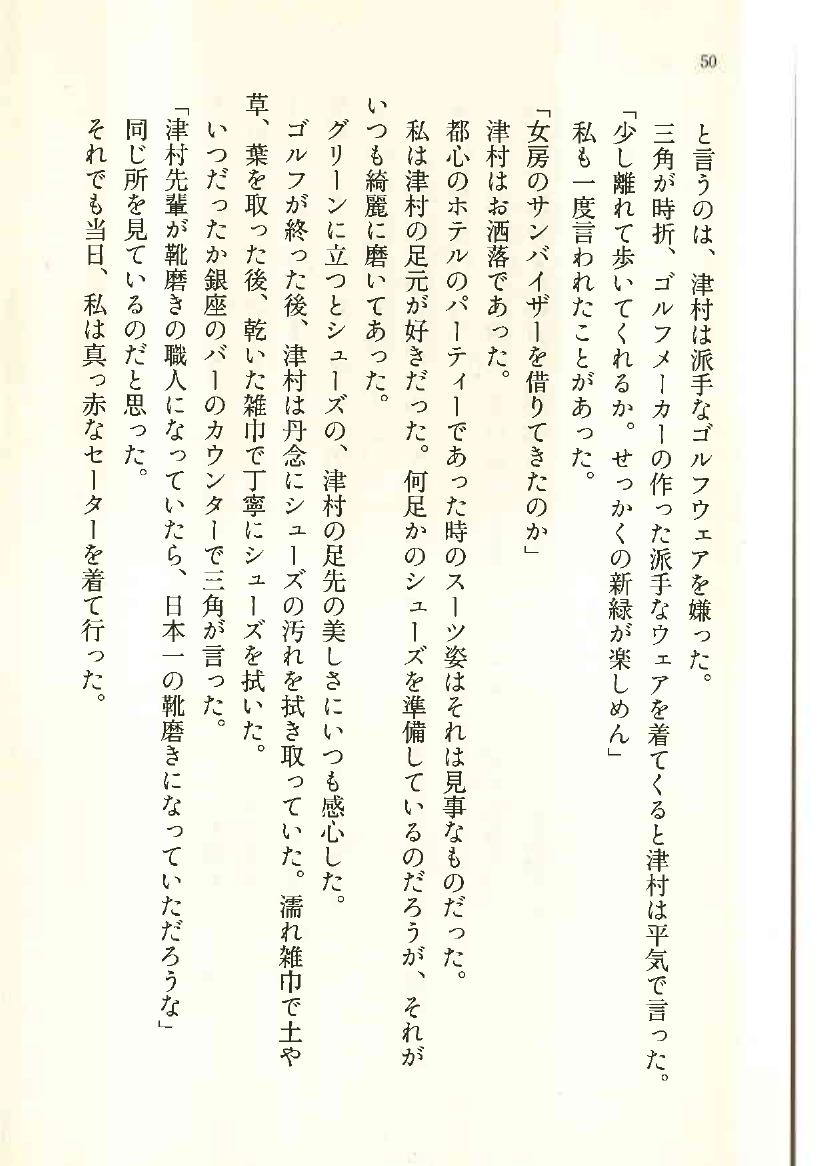 50
と言うのは、津村は派手なゴルフウェアを嫌った。
三角が時折、ゴルフメーカーの作った派手なウェアを着てくると津村は平気で言った。
「少し離れて歩いてくれるか。せっかくの新緑が楽しめん」
私も一度言われたことがあった。
「女房のサンバイザーを借りてきたのか」
津村はお洒落であった。
都心のホテルのパーティーであった時のスーツ姿はそれは見事なものだった。
私は津村の足元が好きだった。何足かのシューズを準備しているのだろうが、それが
いつも綺麗に磨いてあった。
グリーンに立つとシューズの、津村の足先の美しさにいつも感心した。
ゴルフが終った後、津村は丹念にシューズの汚れを拭き取っていた。濡れ雑巾で土や
草、葉を取った後、乾いた雑巾で丁寧にシューズを拭いた。
いつだったか銀座のバーのカウンターで三角が言った。
「津村先輩が靴磨きの職人になっていたら、日本一の靴磨きになっていただろうな」
同じ所を見ているのだと思った。
それでも当日、私は真っ赤なセーターを着て行った。